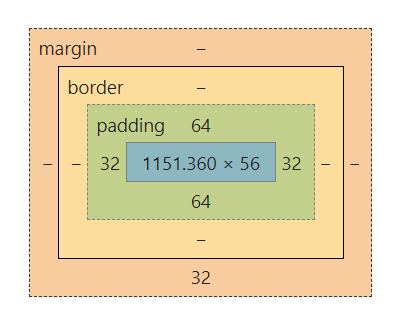 margin –
border –
padding 64
– – 32 1151.360 × 56 32 – –
64
–
32